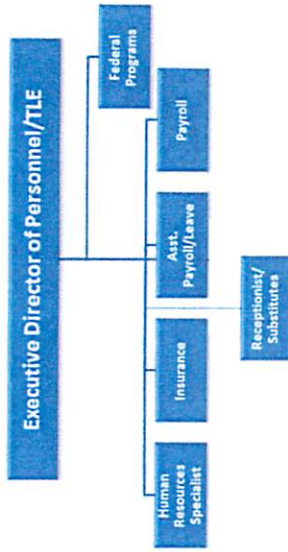 Executive Director of Personnel/TLE
Federal
Programs
Human
Resources
Specialist
Insurance
Asst.
Payroll/Leave
Payroll
Receptionist/
Substitutes